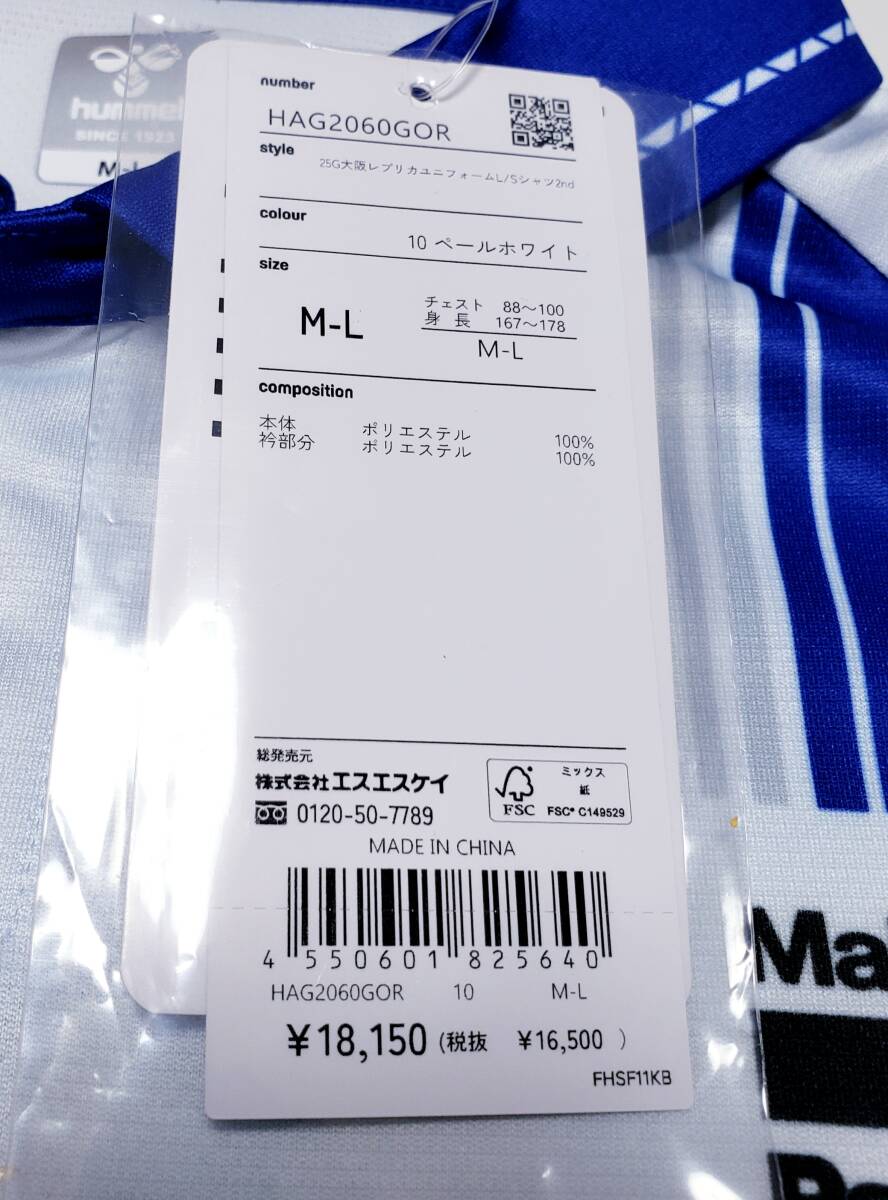 hummel
SINCE 1923
M-L
number
HAG2060GOR
style
25G大阪レプリカユニフォームL/Sシャツ2nd
colour
10 ペールホワイト
size
M-L
チェスト 88～100
身長 167～178
M-L
composition
本体 ポリエステル 100%
衿部分 ポリエステル 100%
総発売元
株式会社エスエスケイ
0120-50-7789
ミックス
紙
FSC
FSC® C149529
MADE IN CHINA
4 550601 825640
HAG2060GOR 10 M-L
￥18,150 (税抜 ￥16,500 )
FHSF11KB
Ma